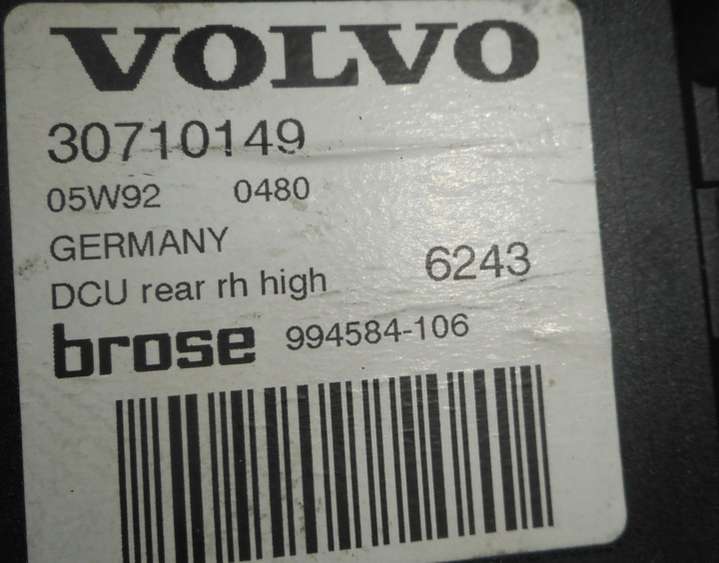 VOLVO
30710149
05W92 0480
GERMANY
DCU rear rh high 6243
brose 994584-106